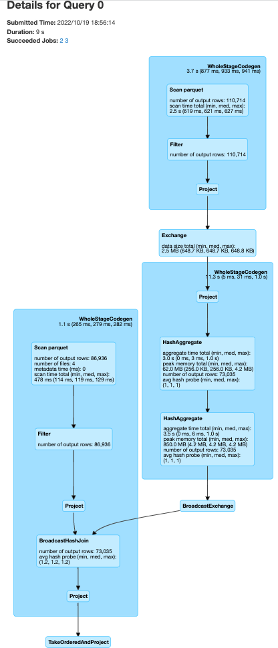 Details for Query 0
Submitted Time: 2022/10/19 18:56:14
Duration: 9 s
Succeeded Jobs: 2 3
WholeStageCodegen
3.7 s (877 ms, 933 ms, 941 ms)
Scan parquet
number of output rows: 110,714
scan time total (min, med, max):
2.5 s (619 ms, 621 ms, 627 ms)
Filter
number of output rows: 110,714
Project
Exchange
data size total (min, med, max):
2.5 MB (648.7 KB, 648.7 KB, 648.8 KB)
WholeStageCodegen
11.3 s (6 ms, 31 ms, 1.0 s)
Project
HashAggregate
aggregate time total (min, med, max):
3.0 s (0 ms, 3 ms, 1.0 s)
peak memory total (min, med, max):
62.0 MB (256.0 KB, 256.0 KB, 4.2 MB)
number of output rows: 73,035
avg hash probe (min, med, max):
(1, 1, 1)
HashAggregate
aggregate time total (min, med, max):
3.5 s (0 ms, 6 ms, 1.0 s)
peak memory total (min, med, max):
850.0 MB (4.2 MB, 4.2 MB, 4.2 MB)
number of output rows: 73,035
avg hash probe (min, med, max):
(1, 1, 1)
BroadcastExchange
WholeStageCodegen
1.1 s (265 ms, 279 ms, 282 ms)
Scan parquet
number of output rows: 86,936
number of files: 4
metadata time (ms): 0
scan time total (min, med, max):
478 ms (114 ms, 119 ms, 129 ms)
Filter
number of output rows: 86,936
Project
BroadcastHashJoin
number of output rows: 73,035
avg hash probe (min, med, max):
(1.2, 1.2, 1.2)
Project
TakeOrderedAndProject